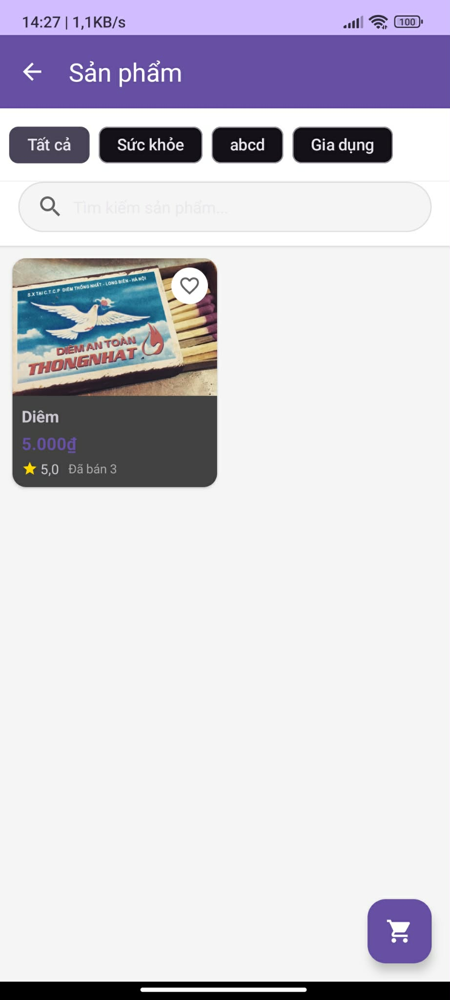 14:27 | 1,1KB/s
100
Sản phẩm
Tất cả
Sức khỏe
abcd
Gia dụng
Tìm kiếm sản phẩm...
S.X TẠI C.T.C.P DIÊM THỐNG NHẤT - LONG BIÊN - HÀ NỘI
DIÊM AN TOÀN
THONGNHAT
Diêm
5.000₫
5,0 Đã bán 3